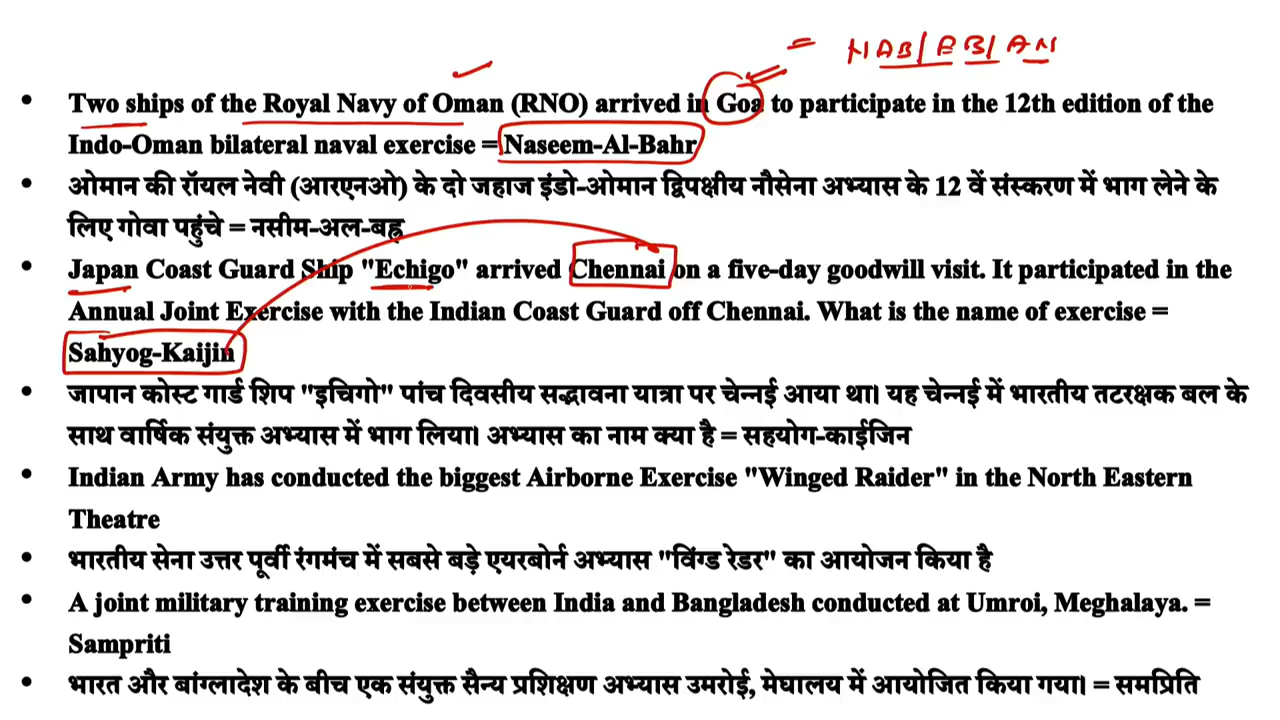 = NAB/EB/AN
• Two ships of the Royal Navy of Oman (RNO) arrived in Goa to participate in the 12th edition of the
Indo-Oman bilateral naval exercise = Naseem-Al-Bahr
• ओमान की रॉयल नेवी (आरएनओ) के दो जहाज इंडो-ओमान द्विपक्षीय नौसेना अभ्यास के 12 वें संस्करण में भाग लेने के
लिए गोवा पहुंचे = नसीम-अल-बह्र
• Japan Coast Guard Ship "Echigo" arrived Chennai on a five-day goodwill visit. It participated in the
Annual Joint Exercise with the Indian Coast Guard off Chennai. What is the name of exercise =
Sahyog-Kaijin
• जापान कोस्ट गार्ड शिप "इचिगो" पांच दिवसीय सद्भावना यात्रा पर चेन्नई आया था। यह चेन्नई में भारतीय तटरक्षक बल के
साथ वार्षिक संयुक्त अभ्यास में भाग लिया। अभ्यास का नाम क्या है = सहयोग-काईजिन
• Indian Army has conducted the biggest Airborne Exercise "Winged Raider" in the North Eastern
Theatre
• भारतीय सेना उत्तर पूर्वी रंगमंच में सबसे बड़े एयरबोर्न अभ्यास "विंग्ड रेडर" का आयोजन किया है
• A joint military training exercise between India and Bangladesh conducted at Umroi, Meghalaya. =
Sampriti
• भारत और बांग्लादेश के बीच एक संयुक्त सैन्य प्रशिक्षण अभ्यास उमरोई, मेघालय में आयोजित किया गया। = समप्रिति